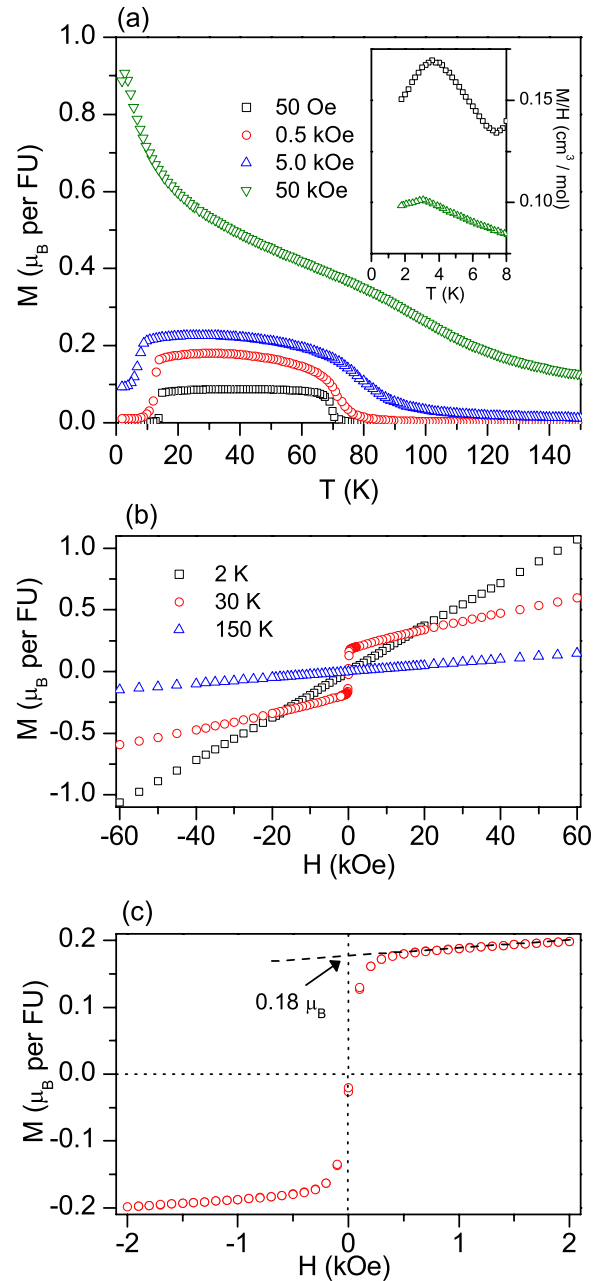 (a)
1.0
0.8
0.6
0.4
0.2
0.0
M (μB per FU)
50 Oe
0.5 kOe
5.0 kOe
50 kOe
0.15
0.10
M/H (cm³ / mol)
0 2 4 6 8
T (K)
0 20 40 60 80 100 120 140
T (K)
(b)
1.0
0.5
0.0
-0.5
-1.0
M (μB per FU)
2 K
30 K
150 K
-60 -40 -20 0 20 40 60
H (kOe)
(c)
0.2
0.1
0.0
-0.1
-0.2
M (μB per FU)
0.18 μB
-2 -1 0 1 2
H (kOe)